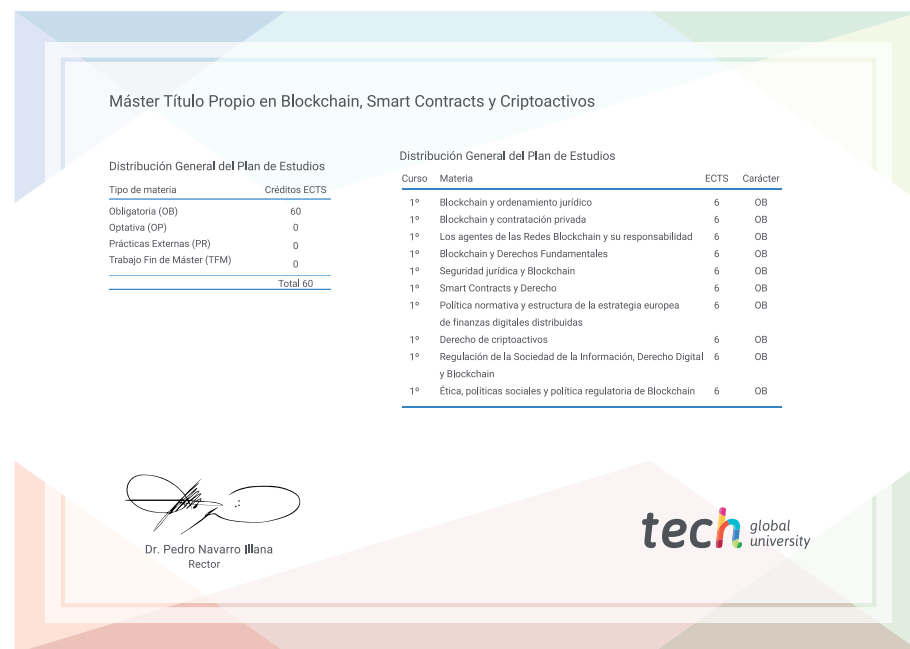 Máster Título Propio en Blockchain, Smart Contracts y Criptoactivos
Distribución General del Plan de Estudios
Tipo de materia Créditos ECTS
Obligatoria (OB) 60
Optativa (OP) 0
Prácticas Externas (PR) 0
Trabajo Fin de Máster (TFM) 0
Total 60
Distribución General del Plan de Estudios
Curso Materia ECTS Carácter
1º Blockchain y ordenamiento jurídico 6 OB
1º Blockchain y contratación privada 6 OB
1º Los agentes de las Redes Blockchain y su responsabilidad 6 OB
1º Blockchain y Derechos Fundamentales 6 OB
1º Seguridad jurídica y Blockchain 6 OB
1º Smart Contracts y Derecho 6 OB
1º Política normativa y estructura de la estrategia europea 6 OB
de finanzas digitales distribuidas
1º Derecho de criptoactivos 6 OB
1º Regulación de la Sociedad de la Información, Derecho Digital 6 OB
y Blockchain
1º Ética, políticas sociales y política regulatoria de Blockchain 6 OB
Dr. Pedro Navarro Illana
Rector
tech global
university